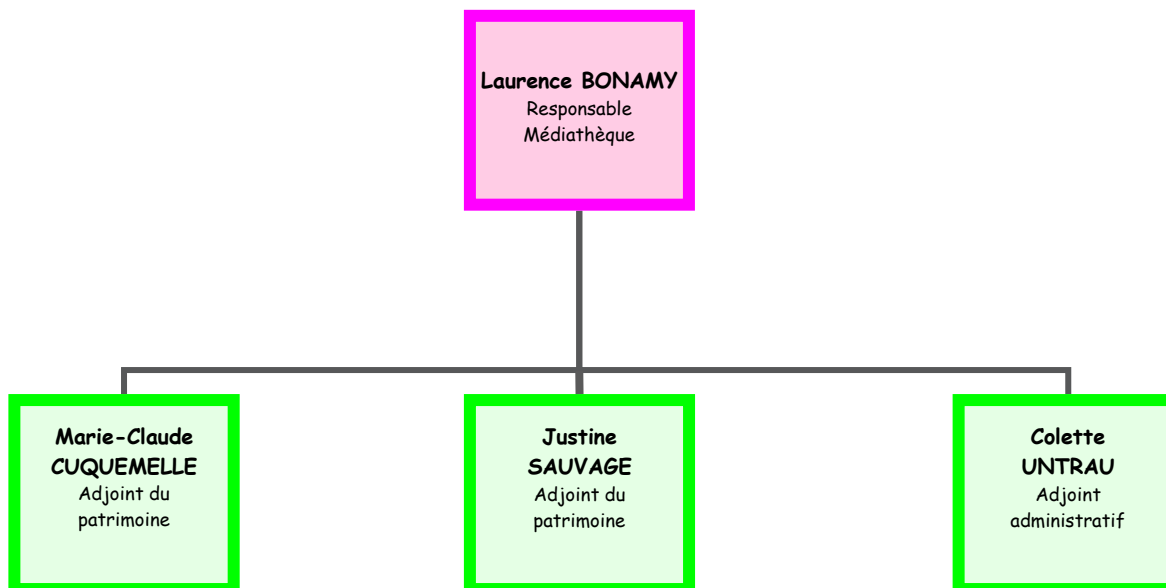 Laurence BONAMY
Responsable
Médiathèque
Marie-Claude
CUQUEMELLE
Adjoint du
patrimoine
Justine
SAUVAGE
Adjoint du
patrimoine
Colette
UNTRAU
Adjoint
administratif